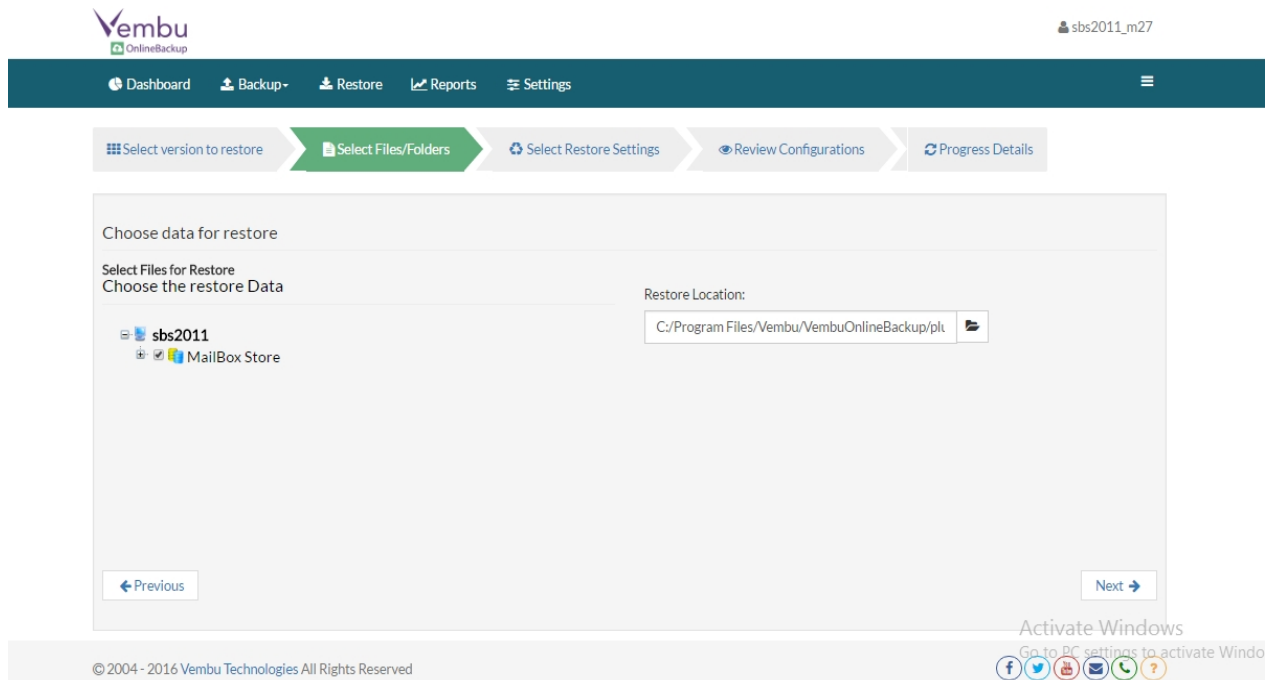 Vembu
OnlineBackup
sbs2011_m27
Dashboard Backup Restore Reports Settings
Select version to restore Select Files/Folders Select Restore Settings Review Configurations Progress Details
Choose data for restore
Select Files for Restore
Choose the restore Data
Restore Location:
C:/Program Files/Vembu/VembuOnlineBackup/plu
sbs2011
MailBox Store
Previous
Next
Activate Windows
Go to PC settings to activate Windo
© 2004 - 2016 Vembu Technologies All Rights Reserved